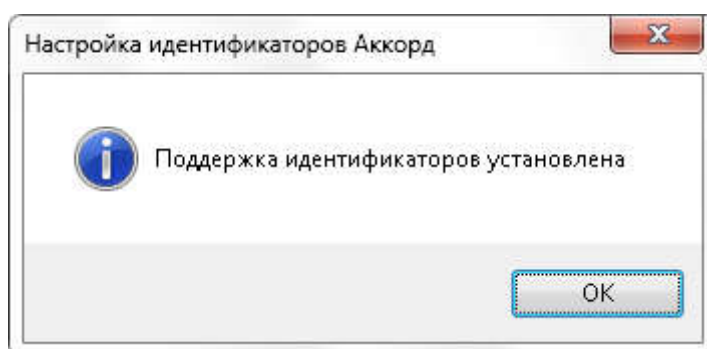 Настройка идентификаторов Аккорд
Поддержка идентификаторов установлена
OK